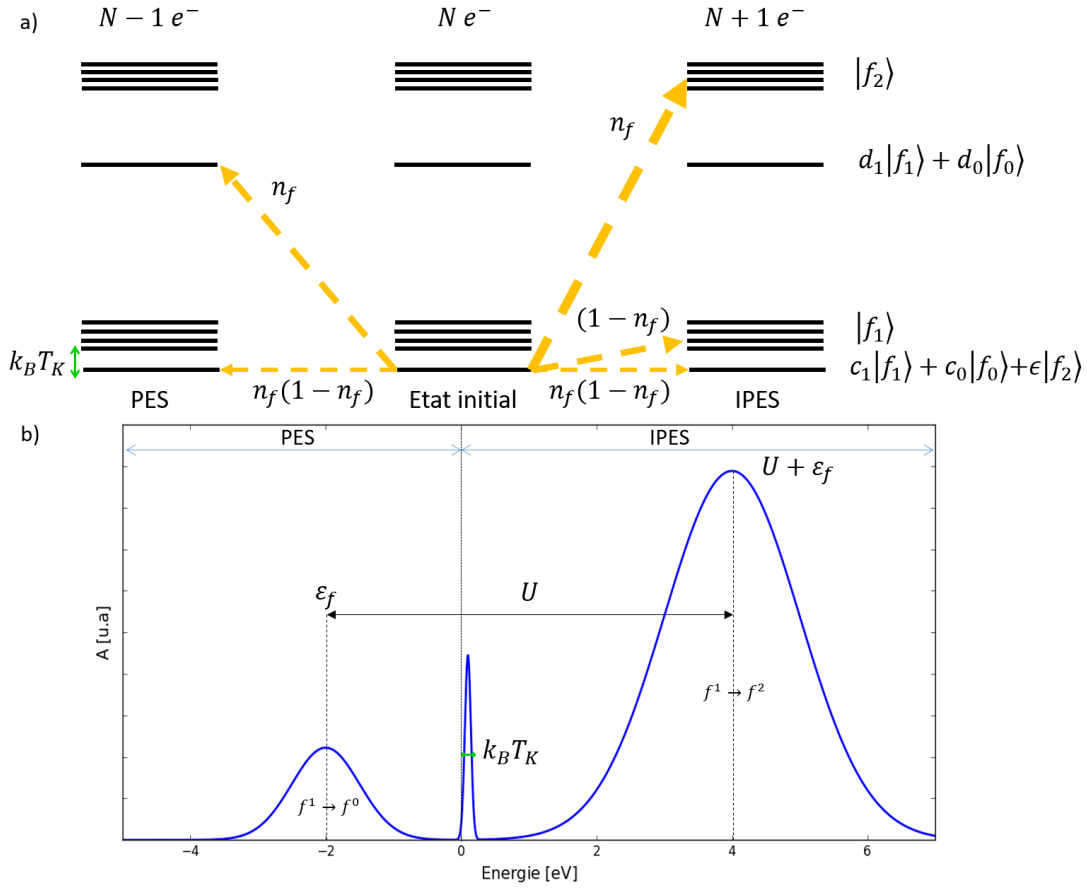 a)
N − 1 e⁻ N e⁻ N + 1 e⁻
|f₂⟩
n_f
d₁|f₁⟩ + d₀|f₀⟩
n_f
(1 − n_f)
|f₁⟩
k_BT_K
c₁|f₁⟩ + c₀|f₀⟩+ϵ|f₂⟩
n_f(1 − n_f) n_f(1 − n_f)
PES Etat initial IPES
b)
PES IPES
U + ε_f
ε_f U
A [u.a]
f¹ → f²
k_BT_K
f¹ → f⁰
−4 −2 0 2 4 6
Energie [eV]